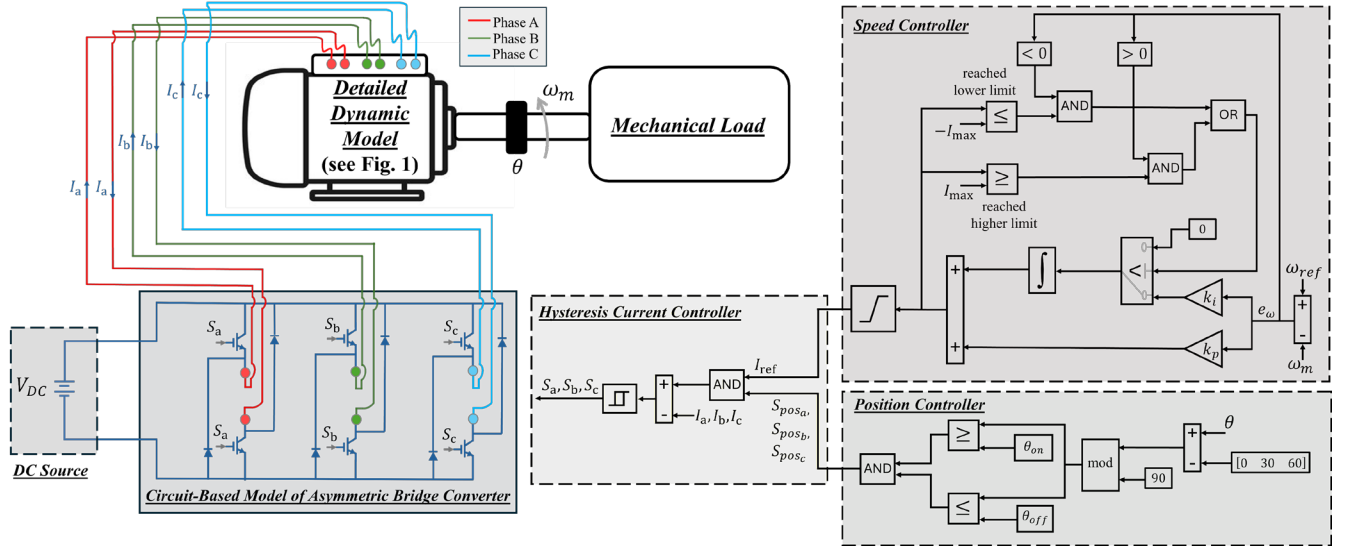 Phase A
Phase B
Phase C
Detailed
Dynamic
Model
(see Fig. 1)
ω_m
θ
Mechanical Load
I_a
I_a
I_b
I_b
I_c
I_c
DC Source
V_DC
S_a
S_b
S_c
S_a
S_b
S_c
Circuit-Based Model of Asymmetric Bridge Converter
Hysteresis Current Controller
S_a, S_b, S_c
+
-
AND
I_ref
I_a, I_b, I_c
S_pos_a,
S_pos_b,
S_pos_c
Speed Controller
< 0
> 0
reached
lower limit
−I_max
≤
AND
OR
I_max
≥
AND
reached
higher limit
0
+
+
∫
<
k_i
k_p
e_ω
ω_ref
+
-
ω_m
Position Controller
AND
≥
θ_on
≤
θ_off
mod
90
+
-
θ
[0 30 60]